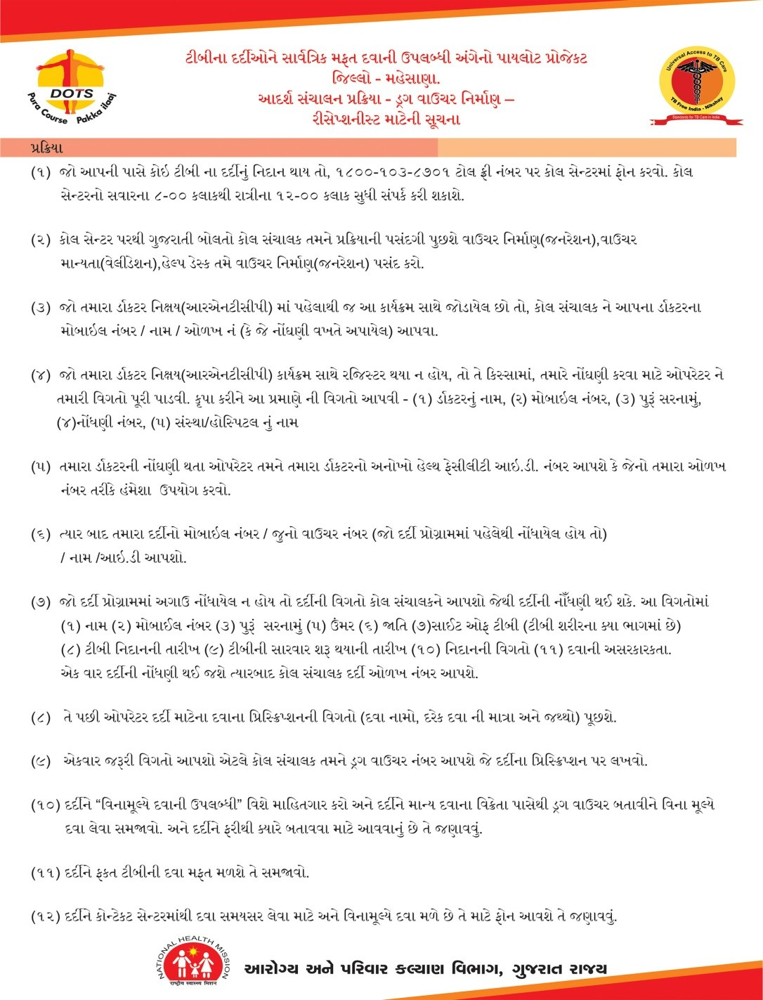 ટીબીના દર્દીઓને સાર્વત્રિક મફત દવાની ઉપલબ્ધી અંગેનો પાયલોટ પ્રોજેક્ટ
જિલ્લો - મહેસાણા.
આદર્શ સંચાલન પ્રક્રિયા - ડ્રગ વાઉચર નિર્માણ –
રીસેપ્શનીસ્ટ માટેની સૂચના
DOTS
Pura Course Pakka ilaaj
Universal Access to TB Care
TB Free India - Nikshay
Standards for TB Care in India
પ્રક્રિયા
(૧) જો આપની પાસે કોઇ ટીબી ના દર્દીનું નિદાન થાય તો, ૧૮૦૦-૧૦૩-૮૭૦૧ ટોલ ફ્રી નંબર પર કોલ સેન્ટરમાં ફોન કરવો. કોલ
સેન્ટરનો સવારના ૮-૦૦ કલાકથી રાત્રીના ૧૨-૦૦ કલાક સુધી સંપર્ક કરી શકાશે.
(૨) કોલ સેન્ટર પરથી ગુજરાતી બોલતો કોલ સંચાલક તમને પ્રક્રિયાની પસંદગી પુછશે વાઉચર નિર્માણ(જનરેશન),વાઉચર
માન્યતા(વેલીડેશન),હેલ્પ ડેસ્ક તમે વાઉચર નિર્માણ(જનરેશન) પસંદ કરો.
(૩) જો તમારા ર્ડાકટર નિક્ષય(આરએનટીસીપી) માં પહેલાથી જ આ કાર્યક્રમ સાથે જોડાયેલ છો તો, કોલ સંચાલક ને આપના ર્ડાકટરના
મોબાઇલ નંબર / નામ / ઓળખ નં (કે જે નોંઘણી વખતે અપાયેલ) આપવા.
(૪) જો તમારા ર્ડાકટર નિક્ષય(આરએનટીસીપી) કાર્યક્રમ સાથે રજિસ્ટર થયા ન હોય, તો તે કિસ્સામાં, તમારે નોંઘણી કરવા માટે ઓપરેટર ને
તમારી વિગતો પૂરી પાડવી. કૃપા કરીને આ પ્રમાણે ની વિગતો આપવી - (૧) ર્ડાકટરનું નામ, (૨) મોબાઇલ નંબર, (૩) પુરૂં સરનામું,
(૪)નોંધણી નંબર, (૫) સંસ્થા/હોસ્પિટલ નું નામ
(૫) તમારા ર્ડાકટરની નોંઘણી થતા ઓપરેટર તમને તમારા ર્ડાકટરનો અનોખો હેલ્થ ફેસીલીટી આઇ.ડી. નંબર આપશે કે જેનો તમારા ઓળખ
નંબર તરીકે હંમેશા ઉપયોગ કરવો.
(૬) ત્યાર બાદ તમારા દર્દીનો મોબાઇલ નંબર / જુનો વાઉચર નંબર (જો દર્દી પ્રોગ્રામમાં પહેલેથી નોંધાયેલ હોય તો)
/ નામ /આઇ.ડી આપશો.
(૭) જો દર્દી પ્રોગ્રામમાં અગાઉ નોંધાયેલ ન હોય તો દર્દીની વિગતો કોલ સંચાલકને આપશો જેથી દર્દીની નૉંધણી થઈ શકે. આ વિગતોમાં
(૧) નામ (૨) મોબાઈલ નંબર (૩) પુરૂં સરનામું (૫) ઉંમર (૬) જાતિ (૭)સાઈટ ઓફ ટીબી (ટીબી શરીરના ક્યા ભાગમાં છે)
(૮) ટીબી નિદાનની તારીખ (૯) ટીબીની સારવાર શરૂ થયાની તારીખ (૧૦) નિદાનની વિગતો (૧૧) દવાની અસરકારકતા.
એક વાર દર્દીની નોંધણી થઈ જશે ત્યારબાદ કોલ સંચાલક દર્દી ઓળખ નંબર આપશે.
(૮) તે પછી ઓપરેટર દર્દી માટેના દવાના પ્રિસ્ક્રિપ્શનની વિગતો (દવા નામો, દરેક દવા ની માત્રા અને જથ્થો) પૂછશે.
(૯) એકવાર જરૂરી વિગતો આપશો એટલે કોલ સંચાલક તમને ડ્રગ વાઉચર નંબર આપશે જે દર્દીના પ્રિસ્ક્રિપ્શન પર લખવો.
(૧૦) દર્દીને “વિનામૂલ્યે દવાની ઉપલબ્ધી” વિશે માહિતગાર કરો અને દર્દીને માન્ય દવાના વિક્રેતા પાસેથી ડ્રગ વાઉચર બતાવીને વિના મૂલ્યે
દવા લેવા સમજાવો. અને દર્દીને ફરીથી ક્યારે બતાવવા માટે આવવાનું છે તે જણાવવું.
(૧૧) દર્દીને ફકત ટીબીની દવા મફત મળશે તે સમજાવો.
(૧૨) દર્દીને કોન્ટેકટ સેન્ટરમાંથી દવા સમયસર લેવા માટે અને વિનામૂલ્યે દવા મળે છે તે માટે ફોન આવશે તે જણાવવું.
NATIONAL HEALTH MISSION
राष्ट्रीय स्वास्थ्य मिशन
આરોગ્ય અને પરિવાર કલ્યાણ વિભાગ, ગુજરાત રાજ્ય